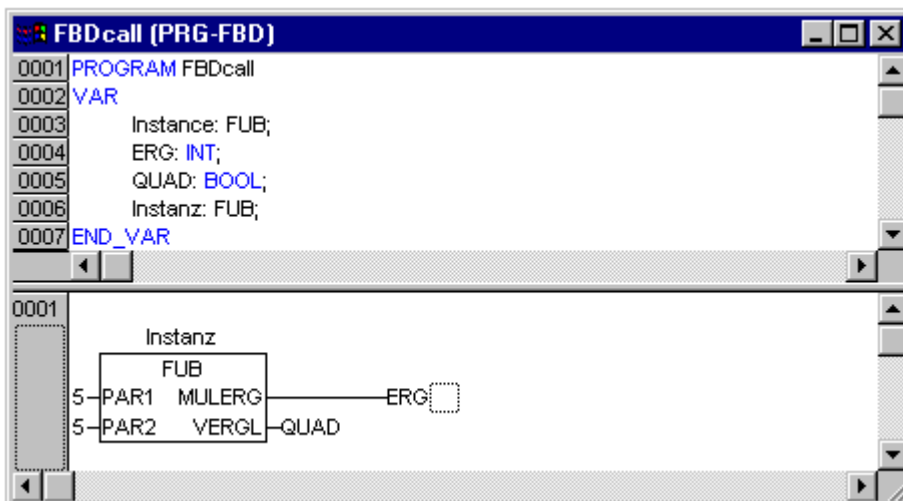 FBDcall (PRG-FBD)
0001 PROGRAM FBDcall
0002 VAR
0003 Instance: FUB;
0004 ERG: INT;
0005 QUAD: BOOL;
0006 Instanz: FUB;
0007 END_VAR
0001
Instanz
FUB
5 PAR1 MULERG ERG
5 PAR2 VERGL QUAD